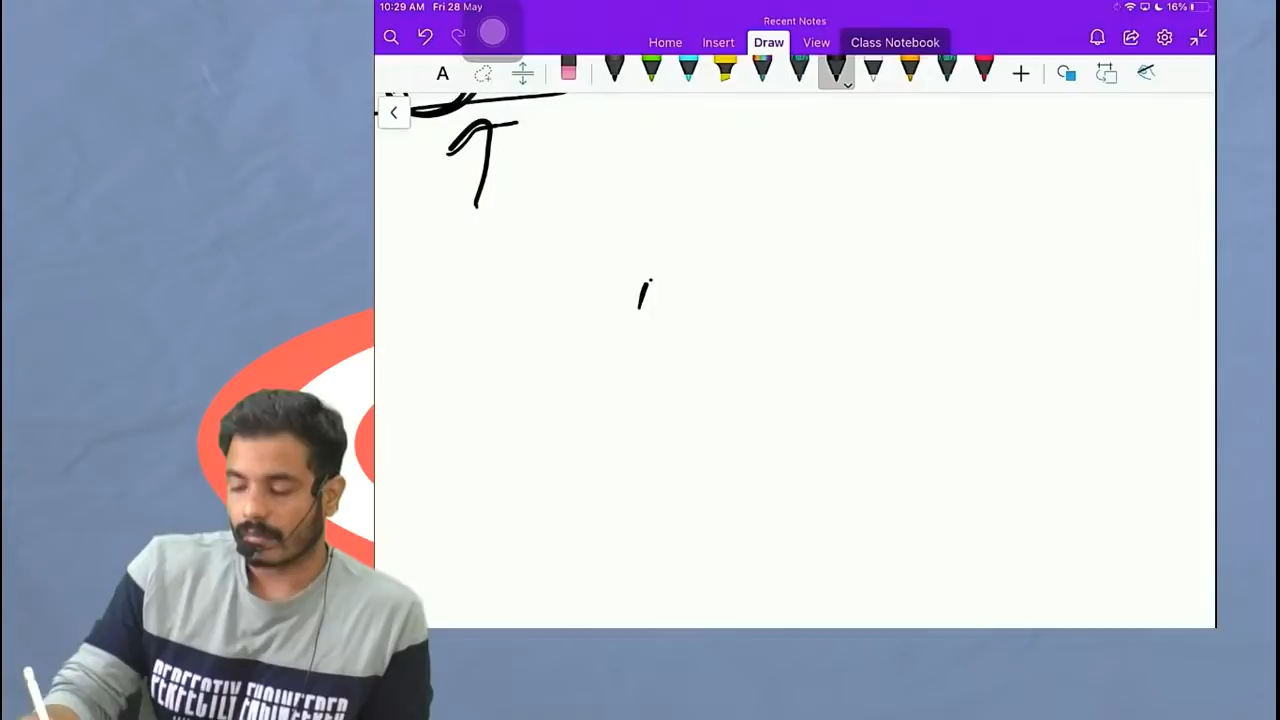 10:29 AM Fri 28 May
16%
Recent Notes
Home Insert Draw View Class Notebook
A
PERFECTLY ENGINEERED